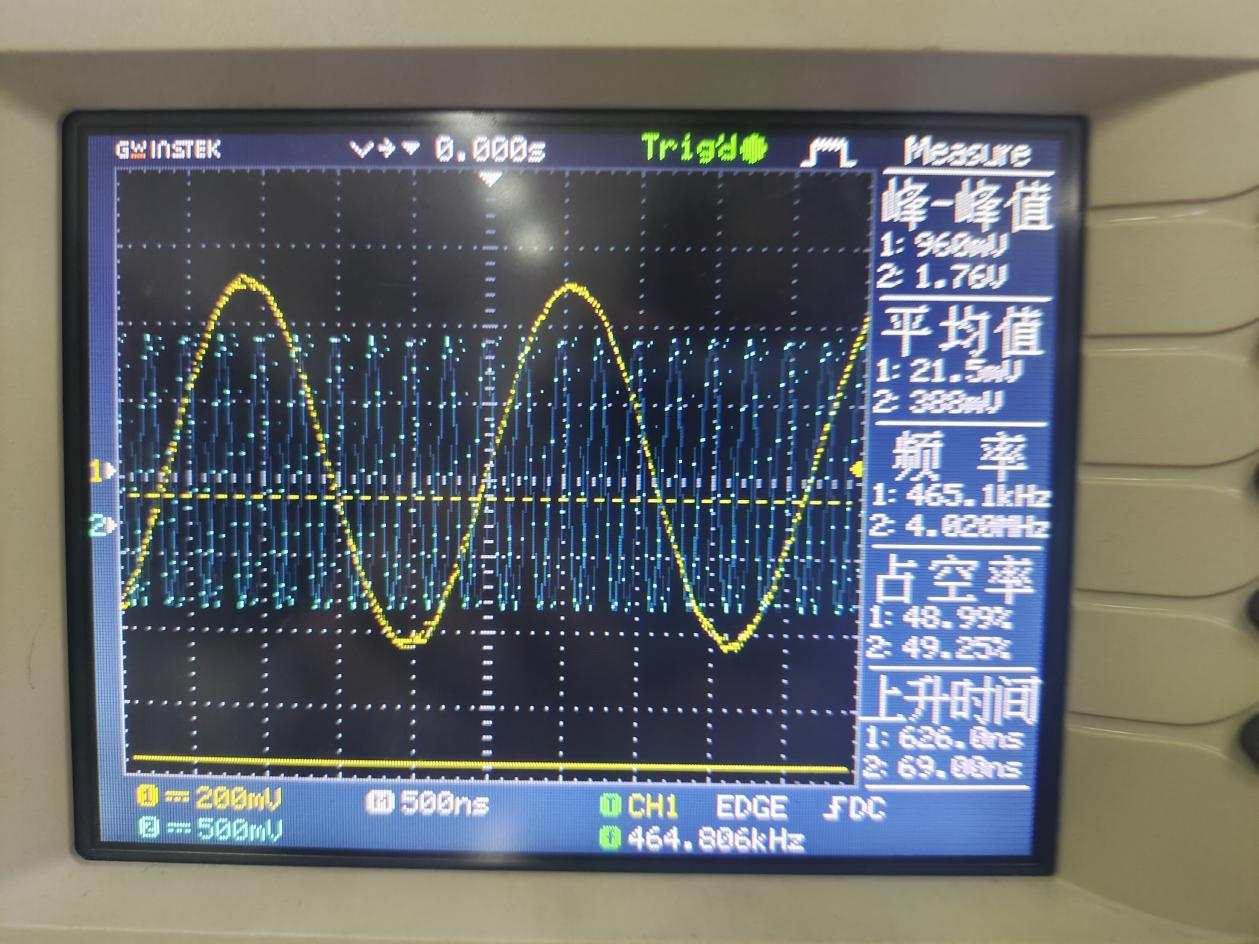 GW INSTEK
0.000s
Trig'd
Measure
峰-峰值
1: 960mV
2: 1.76V
平均值
1: 21.5mV
2: 388mV
频 率
1: 465.1kHz
2: 4.020MHz
占空率
1: 48.99%
2: 49.25%
上升时间
1: 626.0ns
2: 69.00ns
1
2
1 200mV
M 500ns
T CH1 EDGE DC
2 500mV
464.806kHz